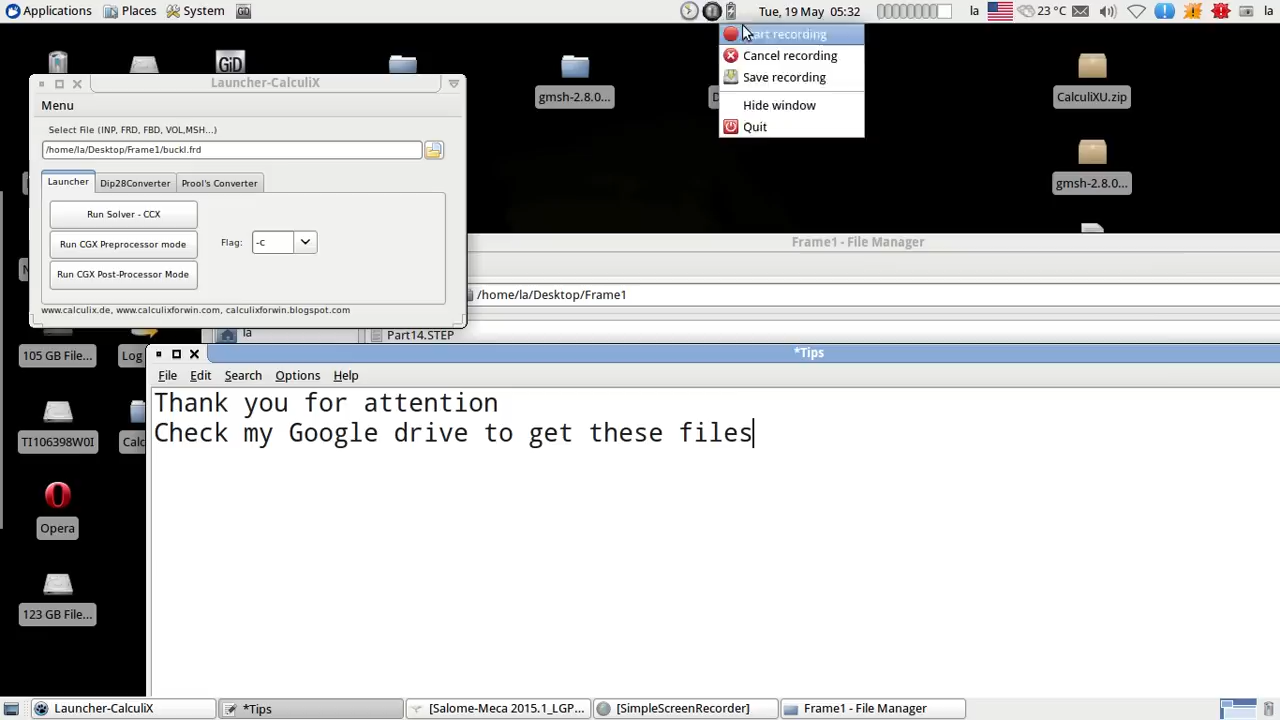 Applications Places System Tue, 19 May 05:32 la 23 °C la
art recording
Cancel recording
Save recording
Hide window
Quit
GiD
gmsh-2.8.0...
CalculiXU.zip
gmsh-2.8.0...
Launcher-CalculiX
Menu
Select File (INP, FRD, FBD, VOL,MSH...)
/home/la/Desktop/Frame1/buckl.frd
Launcher Dip28Converter Prool's Converter
Run Solver - CCX
Run CGX Preprocessor mode
Flag: -c
Run CGX Post-Processor Mode
www.calculix.de, www.calculixforwin.com, calculixforwin.blogspot.com
Frame1 - File Manager
/home/la/Desktop/Frame1
la
Part14.STEP
105 GB File...
Log
TI106398W0I
Calc
Opera
123 GB File...
*Tips
File Edit Search Options Help
Thank you for attention
Check my Google drive to get these files
Launcher-CalculiX *Tips [Salome-Meca 2015.1_LGP... [SimpleScreenRecorder] Frame1 - File Manager